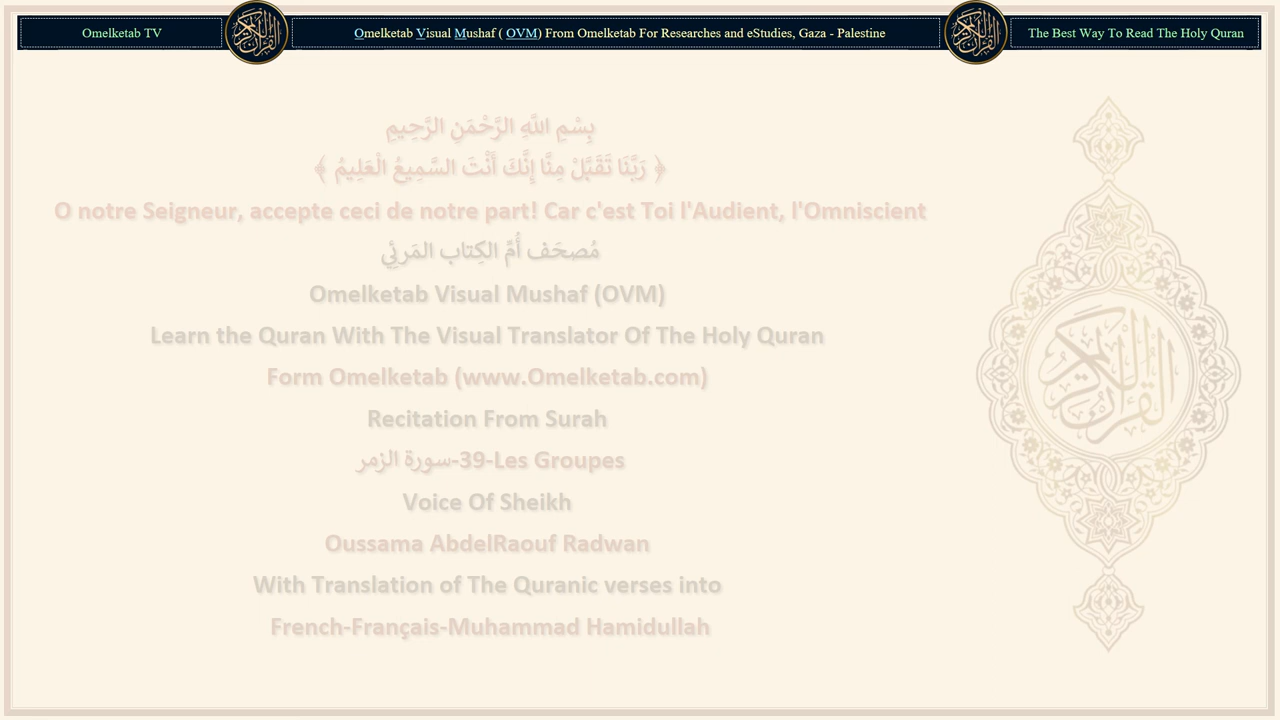 Omelketab TV
Omelketab Visual Mushaf ( OVM) From Omelketab For Researches and eStudies, Gaza - Palestine
The Best Way To Read The Holy Quran
بِسْمِ اللَّهِ الرَّحْمَنِ الرَّحِيمِ
﴿ رَبَّنَا تَقَبَّلْ مِنَّا إِنَّكَ أَنْتَ السَّمِيعُ الْعَلِيمُ ﴾
O notre Seigneur, accepte ceci de notre part! Car c'est Toi l'Audient, l'Omniscient
مُصحَف أُمِّ الكِتاب المَرئِي
Omelketab Visual Mushaf (OVM)
Learn the Quran With The Visual Translator Of The Holy Quran
Form Omelketab (www.Omelketab.com)
Recitation From Surah
سورة الزمر-39-Les Groupes
Voice Of Sheikh
Oussama AbdelRaouf Radwan
With Translation of The Quranic verses into
French-Français-Muhammad Hamidullah
القرآن الكريم